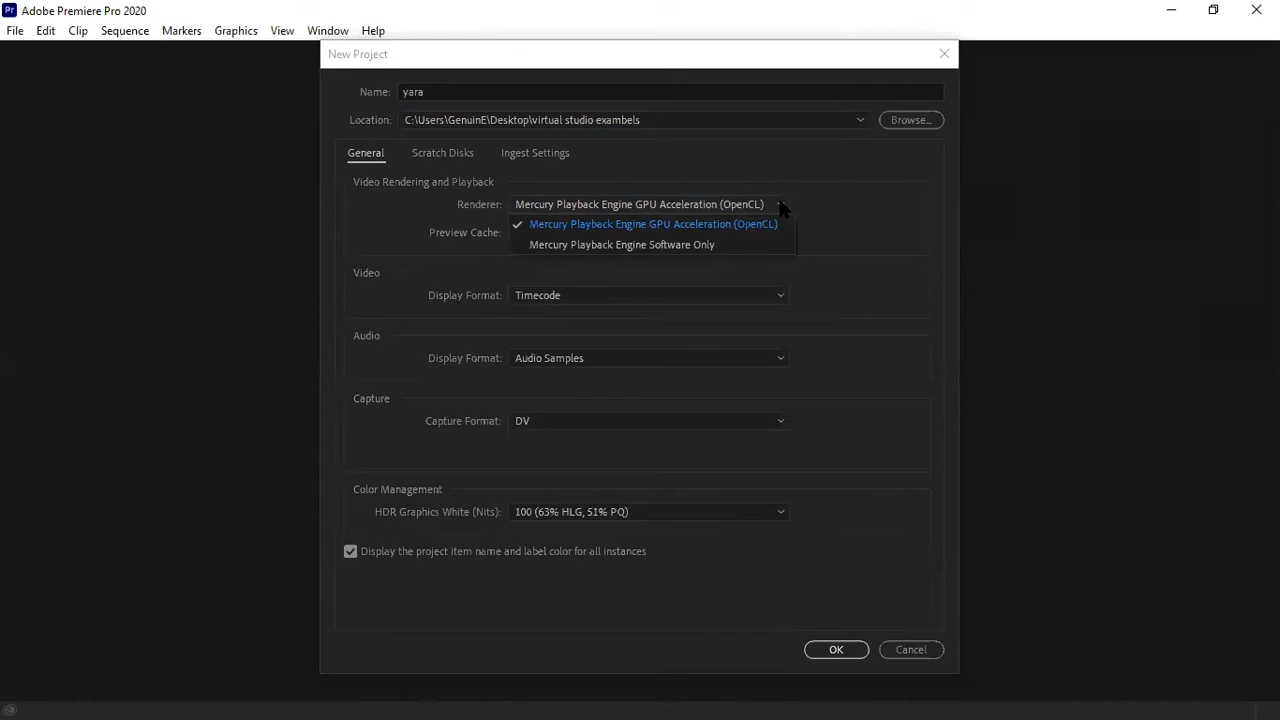 Pr Adobe Premiere Pro 2020
File Edit Clip Sequence Markers Graphics View Window Help
New Project
Name: yara
Location: C:\Users\GenuinE\Desktop\virtual studio exambels Browse...
General Scratch Disks Ingest Settings
Video Rendering and Playback
Renderer: Mercury Playback Engine GPU Acceleration (OpenCL)
Mercury Playback Engine GPU Acceleration (OpenCL)
Preview Cache:
Mercury Playback Engine Software Only
Video
Display Format: Timecode
Audio
Display Format: Audio Samples
Capture
Capture Format: DV
Color Management
HDR Graphics White (Nits): 100 (63% HLG, 51% PQ)
Display the project item name and label color for all instances
OK Cancel